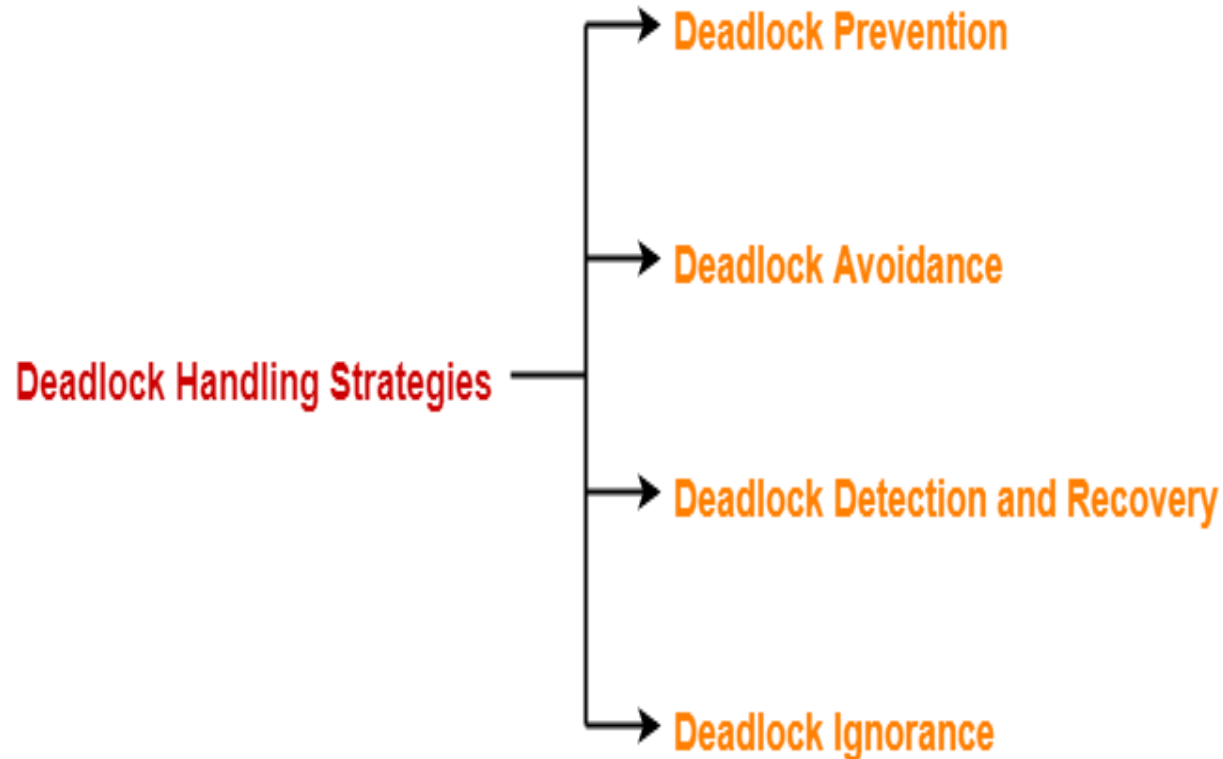 Deadlock Prevention
Deadlock Avoidance
Deadlock Handling Strategies
Deadlock Detection and Recovery
Deadlock Ignorance